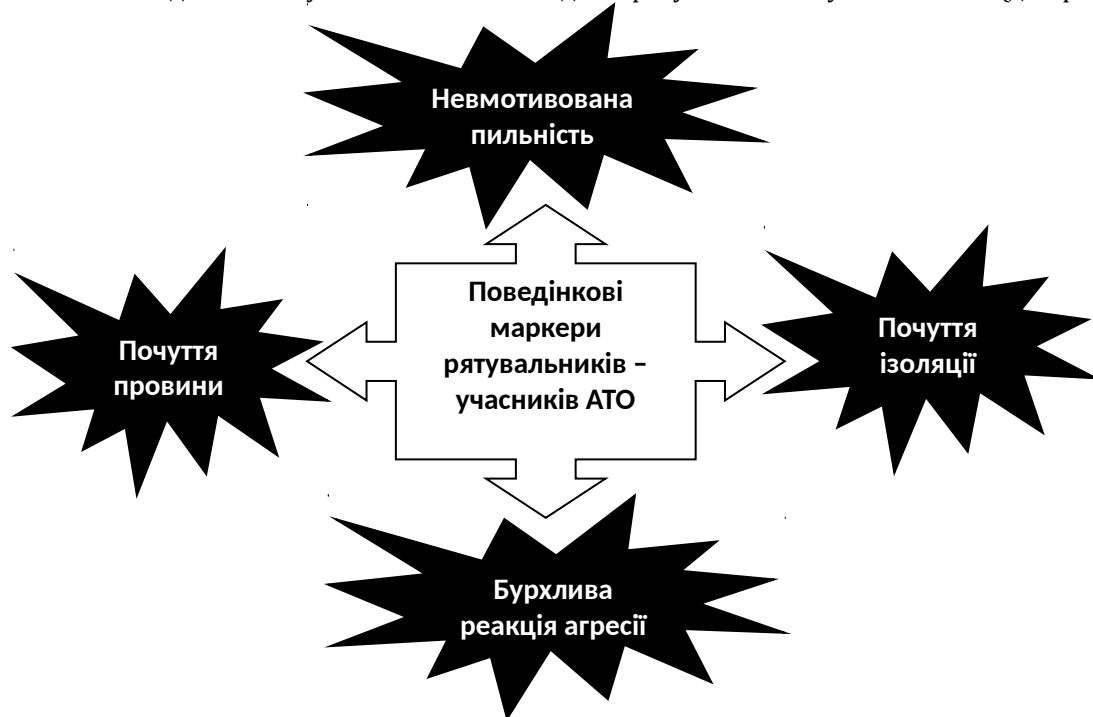 Невмотивована
пильність
Поведінкові
маркери
рятувальників –
учасників АТО
Почуття
провини
Почуття
ізоляції
Бурхлива
реакція агресії